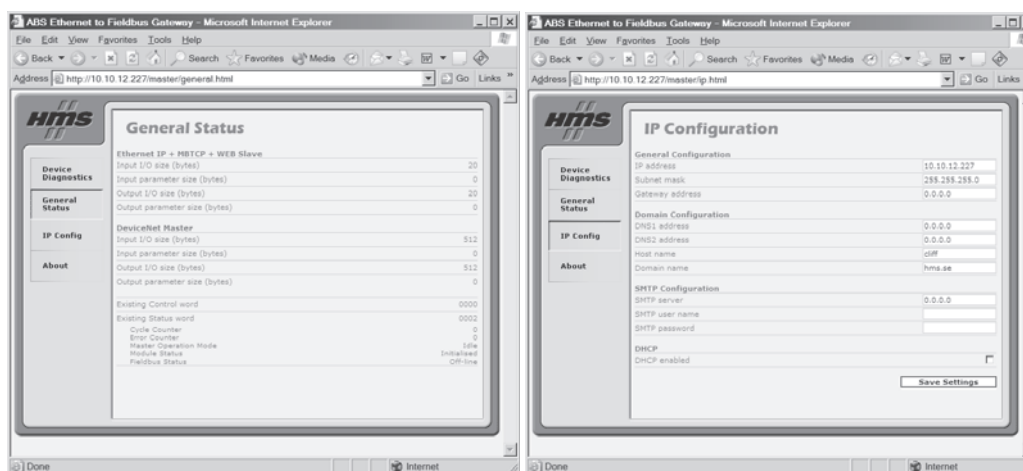 ABS Ethernet to Fieldbus Gateway - Microsoft Internet Explorer
File Edit View Favorites Tools Help
Back Search Favorites Media
Address http://10.10.12.227/master/general.html Go Links »
HMS
Device Diagnostics
General Status
IP Config
About
General Status
Ethernet IP + MBTCP + WEB Slave
Input I/O size (bytes) 20
Input parameter size (bytes) 0
Output I/O size (bytes) 20
Output parameter size (bytes) 0
DeviceNet Master
Input I/O size (bytes) 512
Input parameter size (bytes) 0
Output I/O size (bytes) 512
Output parameter size (bytes) 0
Existing Control word 0000
Existing Status word 0002
Cycle Counter 0
Error Counter 0
Master Operation Mode Idle
Module Status Initialised
Fieldbus Status Off-line
Done Internet
ABS Ethernet to Fieldbus Gateway - Microsoft Internet Explorer
File Edit View Favorites Tools Help
Back Search Favorites Media
Address http://10.10.12.227/master/ip.html Go Links
HMS
Device Diagnostics
General Status
IP Config
About
IP Configuration
General Configuration
IP address 10.10.12.227
Subnet mask 255.255.255.0
Gateway address 0.0.0.0
Domain Configuration
DNS1 address 0.0.0.0
DNS2 address 0.0.0.0
Host name cliff
Domain name hms.se
SMTP Configuration
SMTP server 0.0.0.0
SMTP user name
SMTP password
DHCP
DHCP enabled
Save Settings
Done Internet